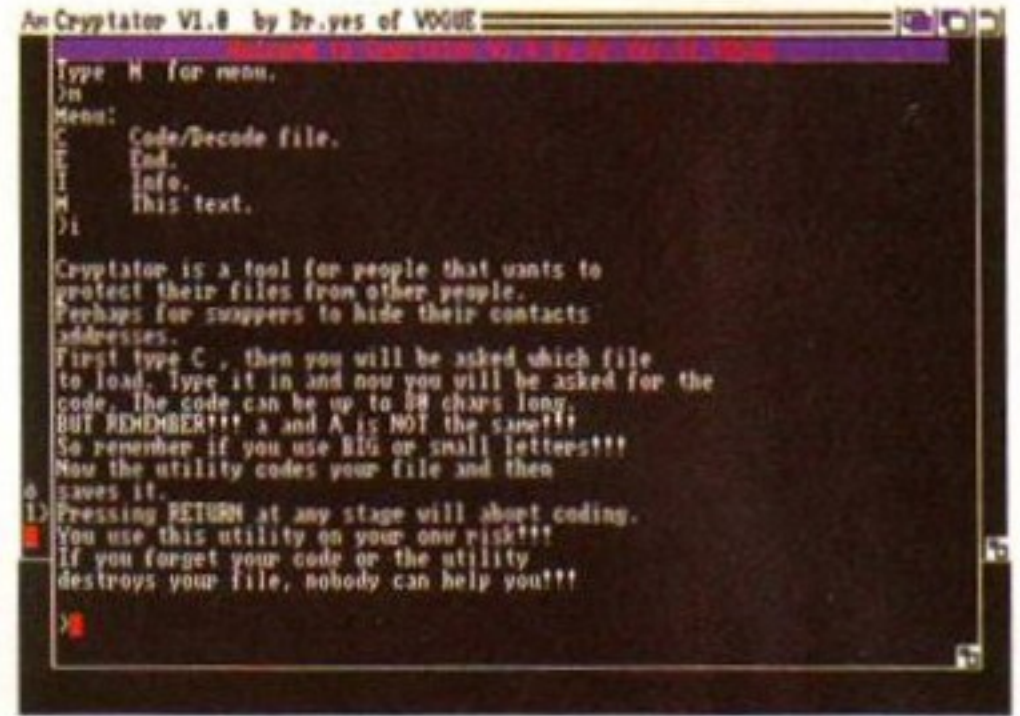 Cryptator V1.0 by Dr.yes of VOGUE
Type M for menu.
>m
Menu:
C Code/Decode file.
E End.
I Info.
M This text.
>i
Cryptator is a tool for people that wants to
protect their files from other people.
Perhaps for swappers to hide their contacts
addresses.
First type C , then you will be asked which file
to load. Type it in and now you will be asked for the
code. The code can be up to 80 chars long.
BUT REMEMBER!!! a and A is NOT the same!!!
So remember if you use BIG or small letters!!!
Now the utility codes your file and then
saves it.
1> Pressing RETURN at any stage will abort coding.
You use this utility on your onw risk!!!
If you forget your code or the utility
destroys your file, nobody can help you!!!
>